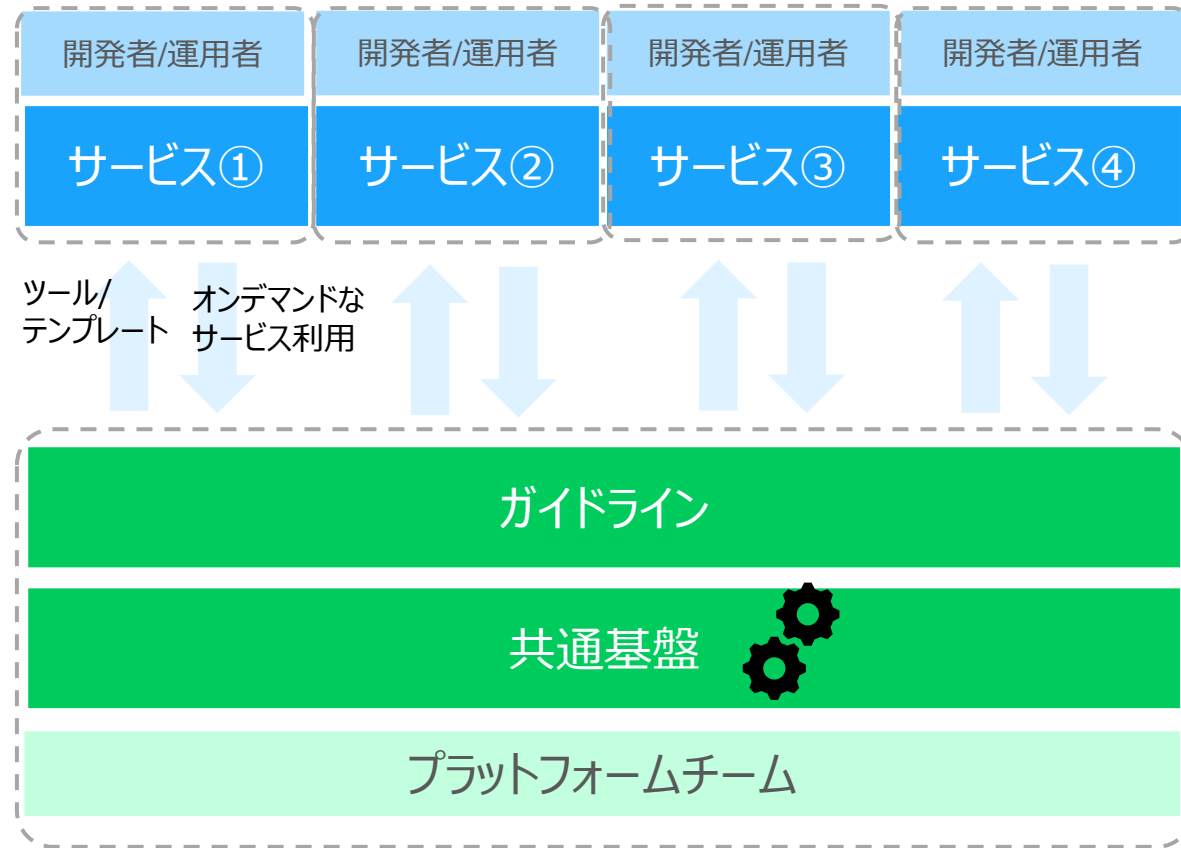 開発者/運用者
開発者/運用者
開発者/運用者
開発者/運用者
サービス①
サービス②
サービス③
サービス④
ツール/
テンプレート
オンデマンドな
サービス利用
ガイドライン
共通基盤
プラットフォームチーム